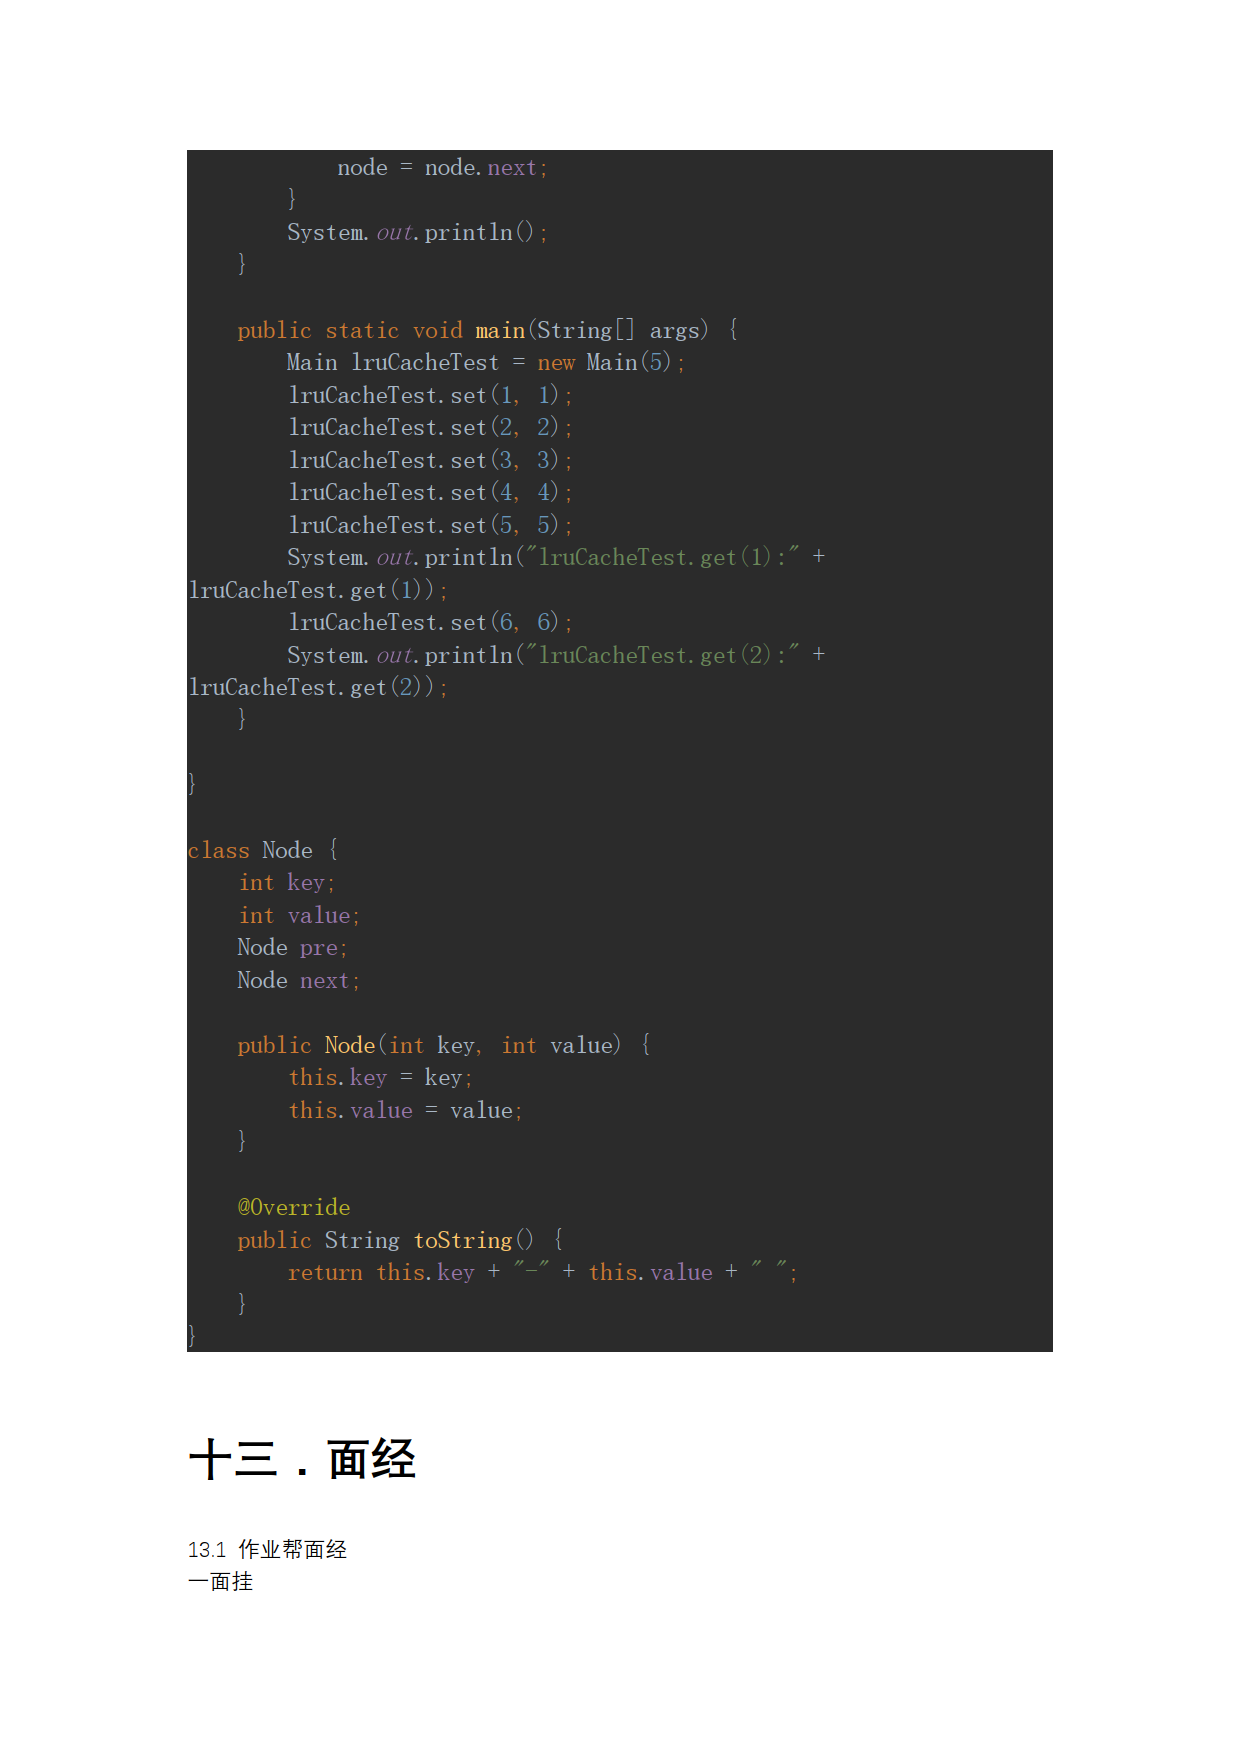 node = node.next;
        }
        System.out.println();
    }

    public static void main(String[] args) {
        Main lruCacheTest = new Main(5);
        lruCacheTest.set(1, 1);
        lruCacheTest.set(2, 2);
        lruCacheTest.set(3, 3);
        lruCacheTest.set(4, 4);
        lruCacheTest.set(5, 5);
        System.out.println("lruCacheTest.get(1):" +
lruCacheTest.get(1));
        lruCacheTest.set(6, 6);
        System.out.println("lruCacheTest.get(2):" +
lruCacheTest.get(2));
    }

}

class Node {
    int key;
    int value;
    Node pre;
    Node next;

    public Node(int key, int value) {
        this.key = key;
        this.value = value;
    }

    @Override
    public String toString() {
        return this.key + "-" + this.value + " ";
    }
}
十三．面经
13.1 作业帮面经
一面挂